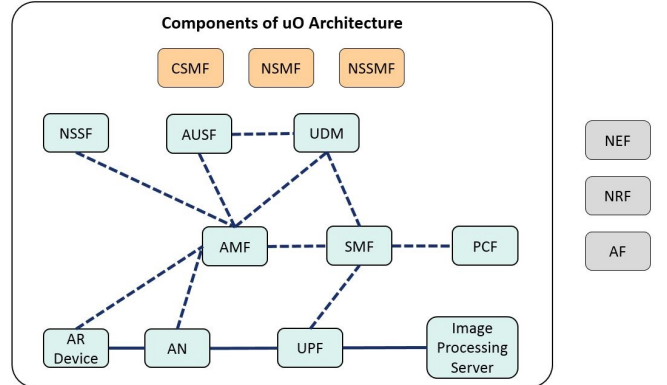 Components of uO Architecture
CSMF
NSMF
NSSMF
NSSF
AUSF
UDM
NEF
NRF
AMF
SMF
PCF
AF
AR
Device
AN
UPF
Image
Processing
Server